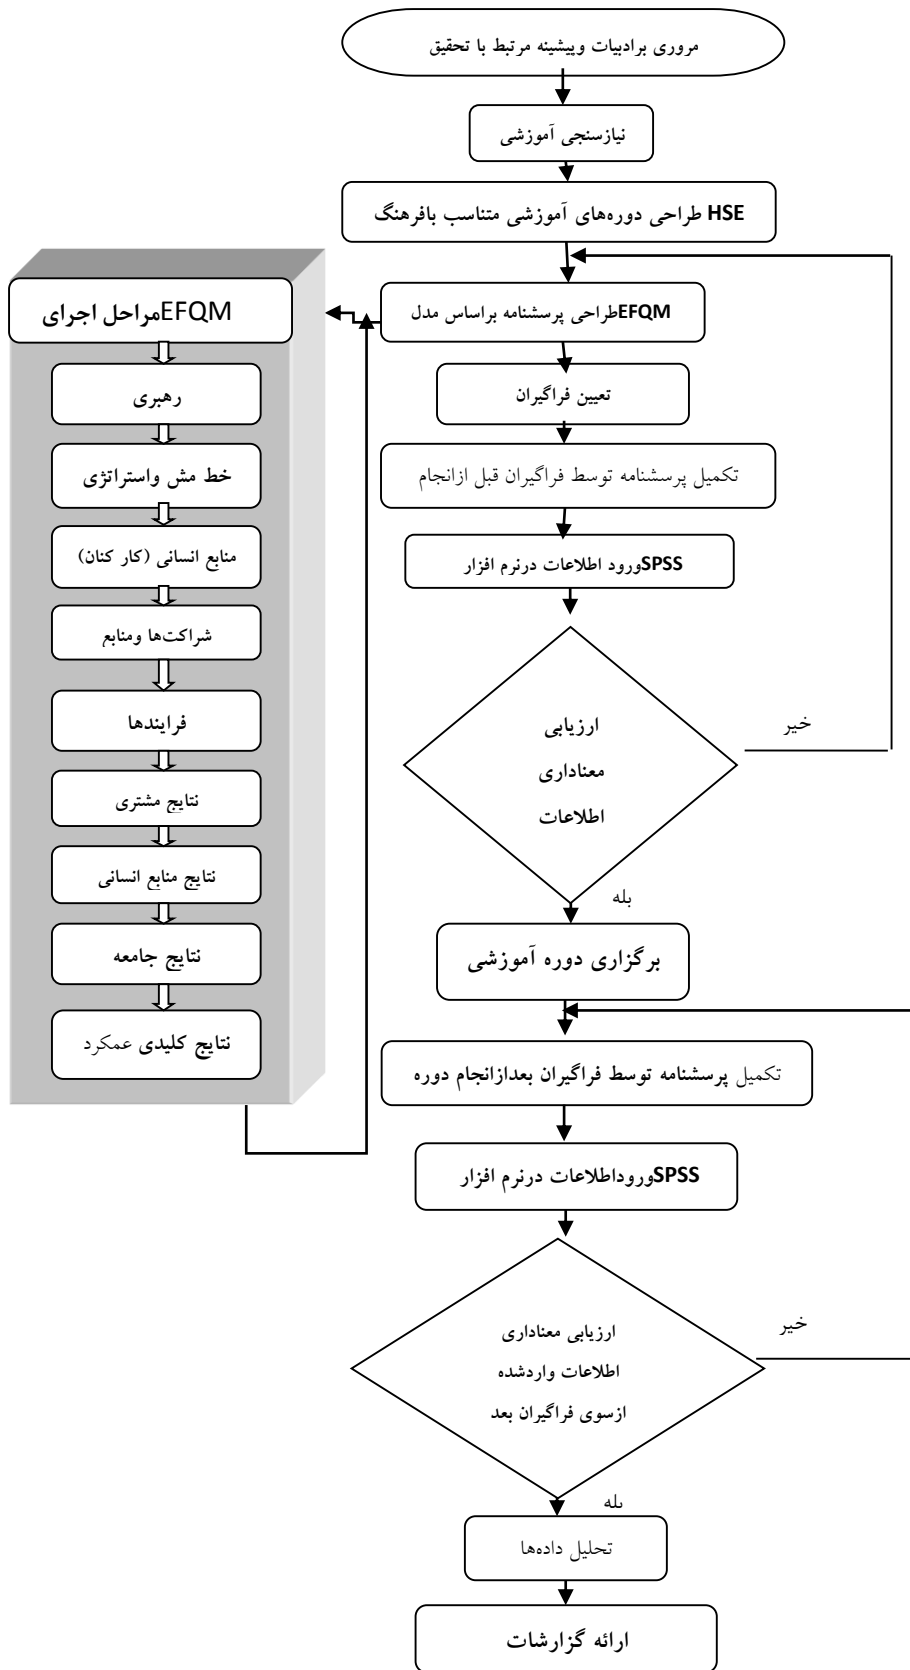 مروری برادبیات وپیشینه مرتبط با تحقیق
نیازسنجی آموزشی
HSE طراحی دوره‌های آموزشی متناسب بافرهنگ
EFQMطراحی پرسشنامه براساس مدل
تعیین فراگیران
تکمیل پرسشنامه توسط فراگیران قبل ازانجام
SPSSورود اطلاعات درنرم افزار
ارزیابی
معناداری
اطلاعات
خیر
بله
برگزاری دوره آموزشی
تکمیل پرسشنامه توسط فراگیران بعدازانجام دوره
SPSSوروداطلاعات درنرم افزار
ارزیابی معناداری
اطلاعات واردشده
ازسوی فراگیران بعد
خیر
بله
تحلیل داده‌ها
ارائه گزارشات
EFQMمراحل اجرای
رهبری
خط مش واستراتژی
منابع انسانی (کار کنان)
شراکت‌ها ومنابع
فرایندها
نتایج مشتری
نتایج منابع انسانی
نتایج جامعه
نتایج کلیدی عمکرد